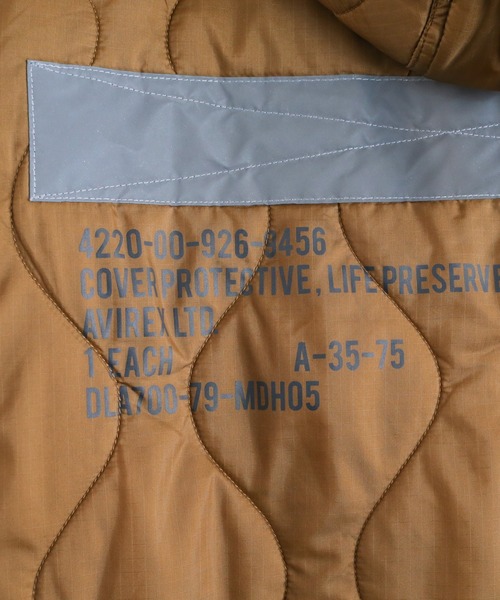 4220-00-926-9456
COVER PROTECTIVE, LIFE PRESERVE
AVIREX LTD
1 EACH A-35-75
DLA700-79-MDH05